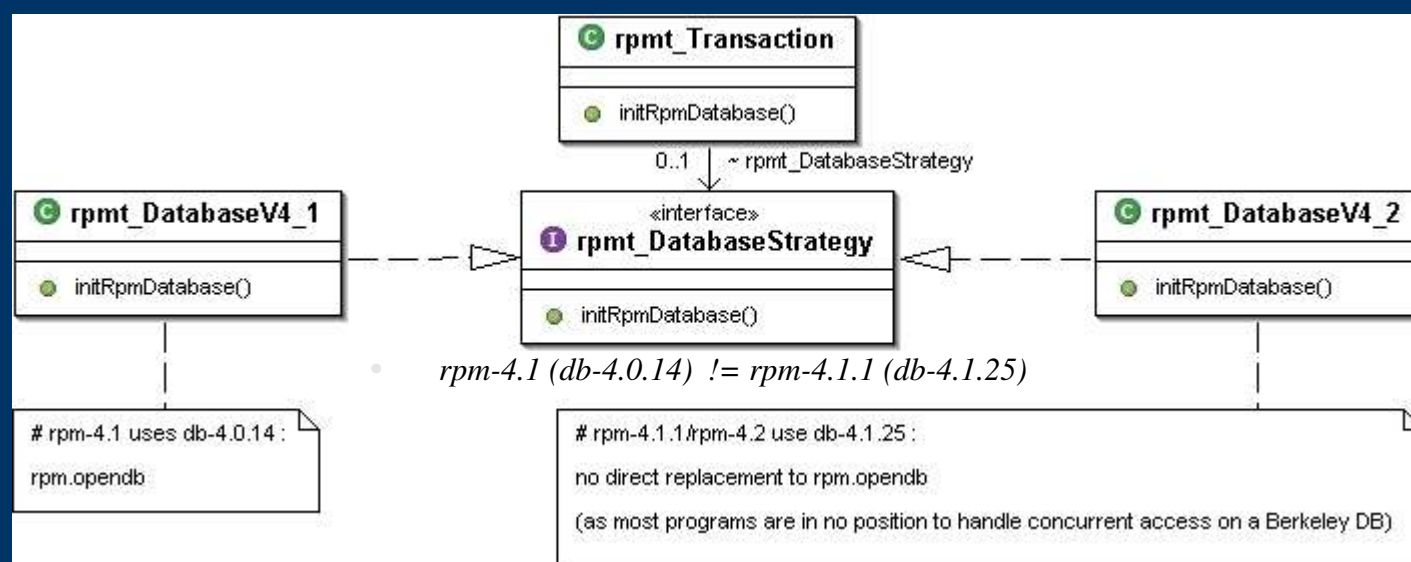 C rpmt_Transaction
initRpmDatabase()
0..1 ~ rpmt_DatabaseStrategy
C rpmt_DatabaseV4_1
initRpmDatabase()
«interface»
I rpmt_DatabaseStrategy
initRpmDatabase()
C rpmt_DatabaseV4_2
initRpmDatabase()
• rpm-4.1 (db-4.0.14) != rpm-4.1.1 (db-4.1.25)
# rpm-4.1 uses db-4.0.14 :
rpm.opendb
# rpm-4.1.1/rpm-4.2 use db-4.1.25 :
no direct replacement to rpm.opendb
(as most programs are in no position to handle concurrent access on a Berkeley DB)